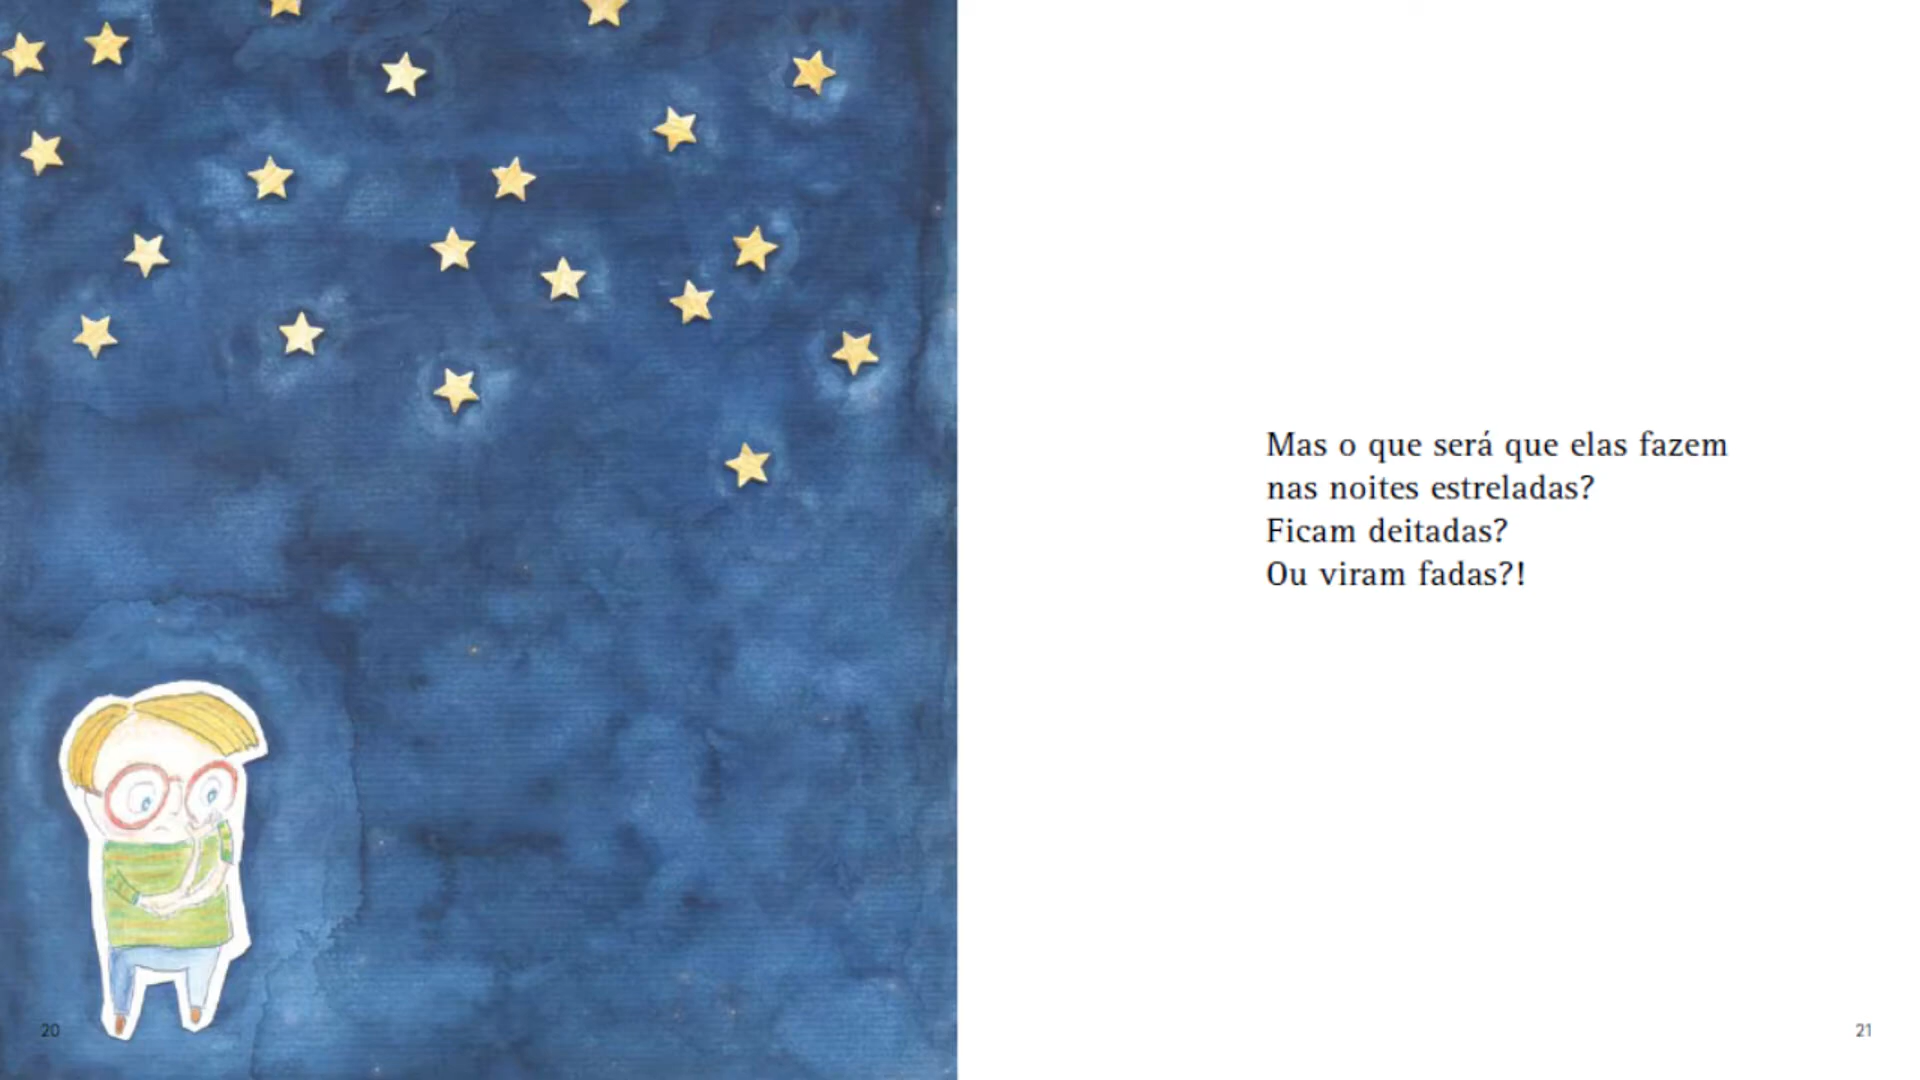 Mas o que será que elas fazem
nas noites estreladas?
Ficam deitadas?
Ou viram fadas?!
20
21